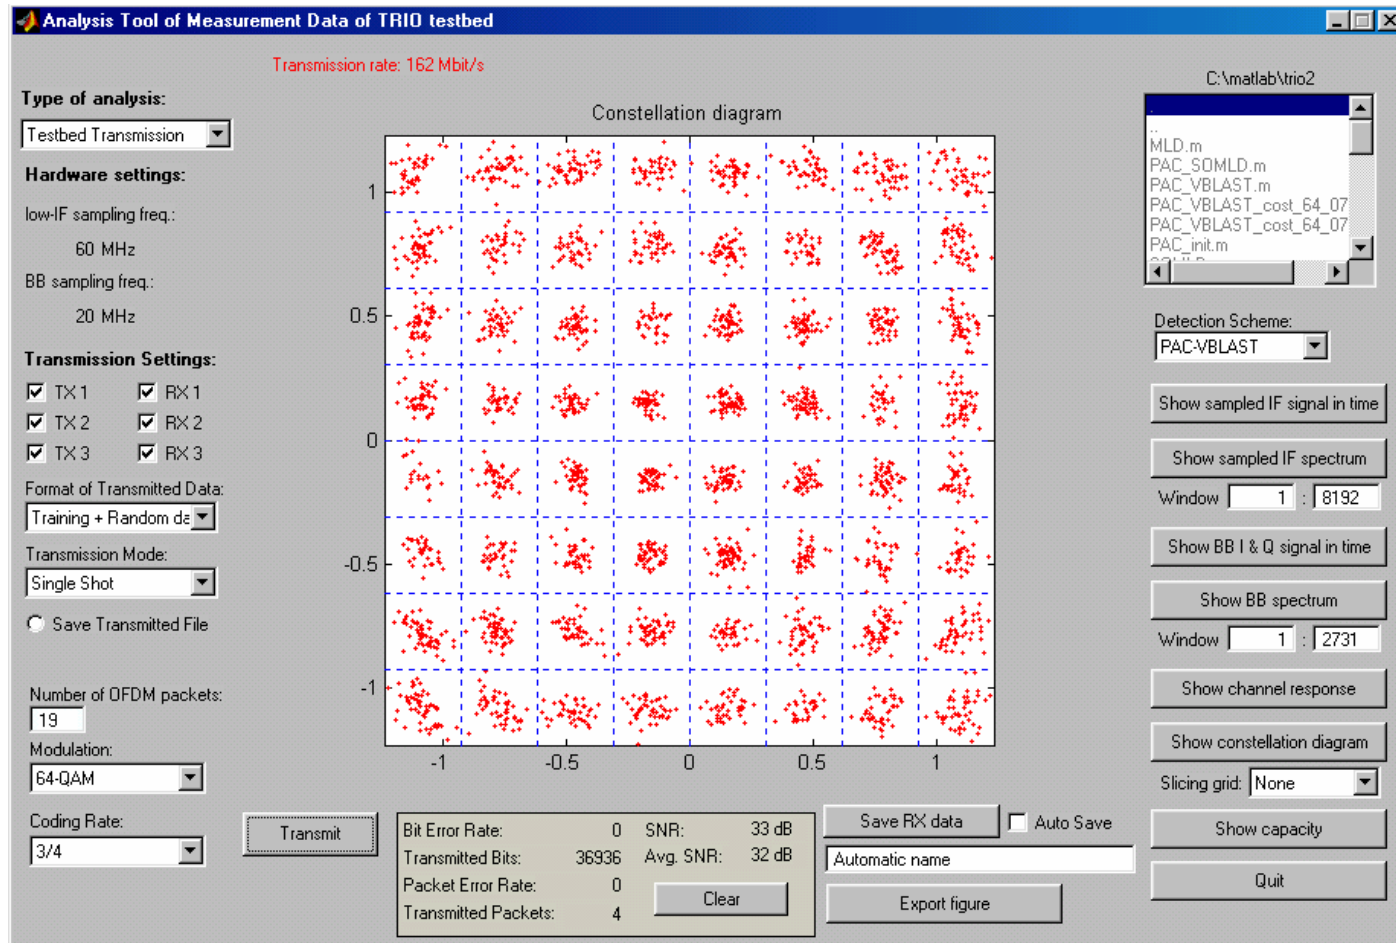 Analysis Tool of Measurement Data of TRIO testbed
Transmission rate: 162 Mbit/s
Type of analysis:
Testbed Transmission
Hardware settings:
low-IF sampling freq.:
60 MHz
BB sampling freq.:
20 MHz
Transmission Settings:
TX 1 RX 1
TX 2 RX 2
TX 3 RX 3
Format of Transmitted Data:
Training + Random da
Transmission Mode:
Single Shot
Save Transmitted File
Number of OFDM packets:
19
Modulation:
64-QAM
Coding Rate:
3/4
Transmit
Constellation diagram
1
0.5
0
-0.5
-1
-1 -0.5 0 0.5 1
Bit Error Rate: 0 SNR: 33 dB
Transmitted Bits: 36936 Avg. SNR: 32 dB
Packet Error Rate: 0
Clear
Transmitted Packets: 4
Save RX data Auto Save
Automatic name
Export figure
C:\matlab\trio2
.
..
MLD.m
PAC_SOMLD.m
PAC_VBLAST.m
PAC_VBLAST_cost_64_07
PAC_VBLAST_cost_64_07
PAC_init.m
Detection Scheme:
PAC-VBLAST
Show sampled IF signal in time
Show sampled IF spectrum
Window 1 : 8192
Show BB I & Q signal in time
Show BB spectrum
Window 1 : 2731
Show channel response
Show constellation diagram
Slicing grid: None
Show capacity
Quit